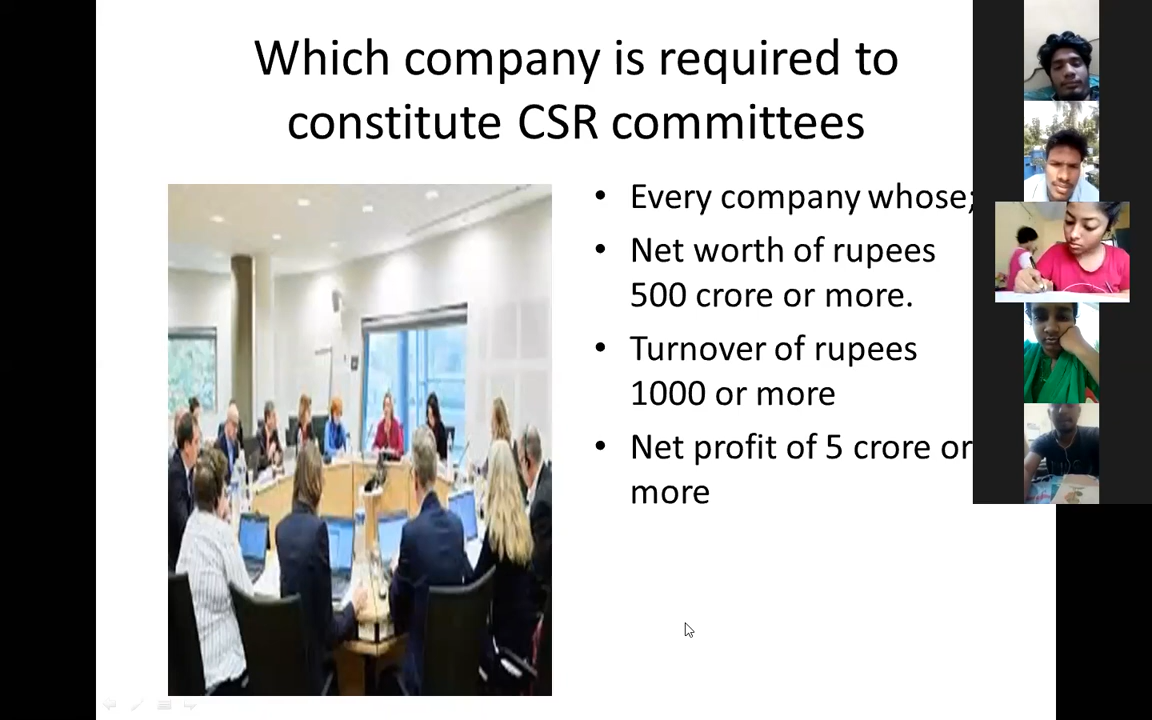 Which company is required to
constitute CSR committees
• Every company whose;
• Net worth of rupees
500 crore or more.
• Turnover of rupees
1000 or more
• Net profit of 5 crore or
more